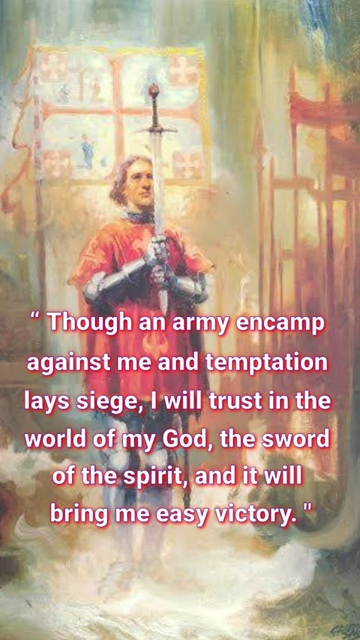 “ Though an army encamp
against me and temptation
lays siege, I will trust in the
world of my God, the sword
of the spirit, and it will
bring me easy victory. "